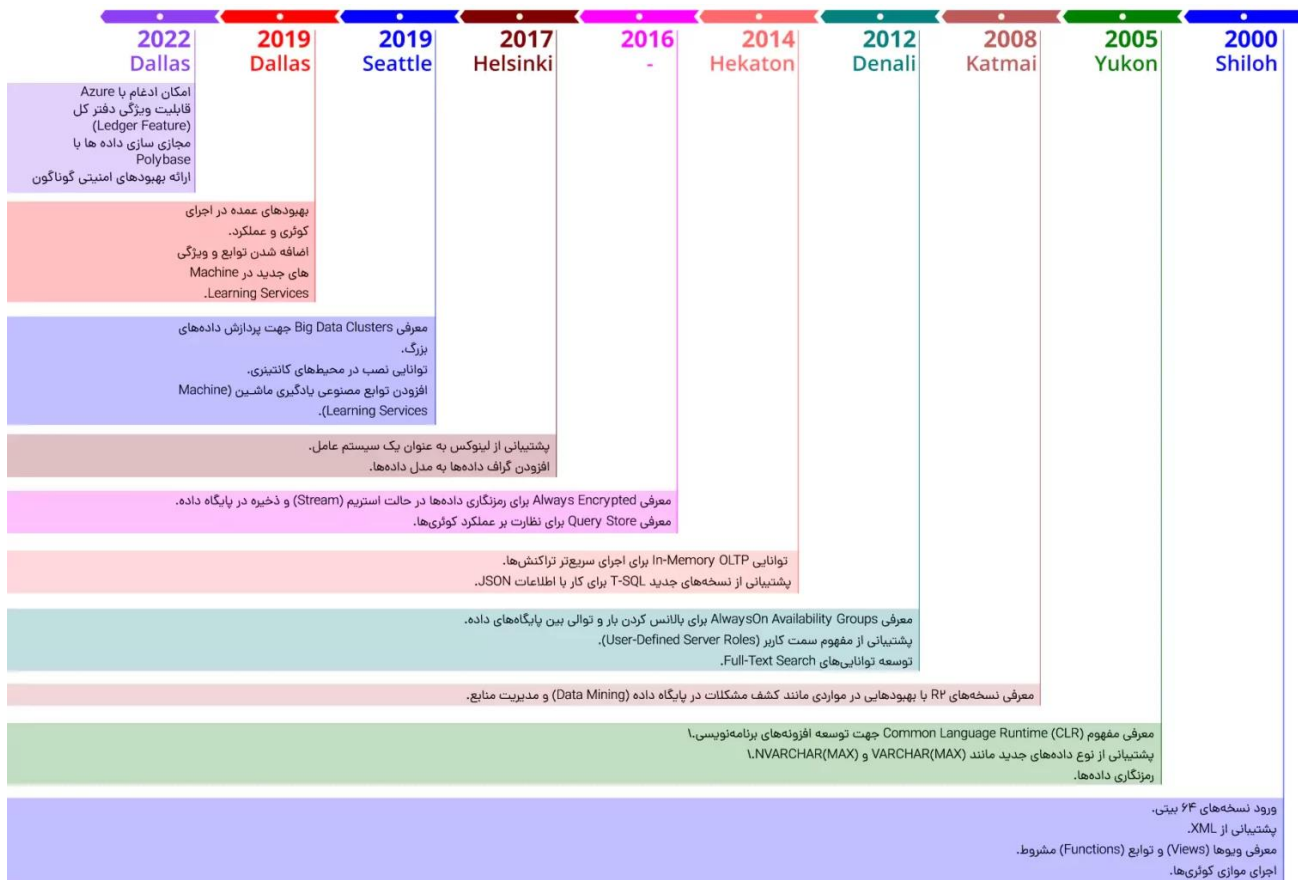 2022
Dallas
2019
Dallas
2019
Seattle
2017
Helsinki
2016
-
2014
Hekaton
2012
Denali
2008
Katmai
2005
Yukon
2000
Shiloh
امکان ادغام با Azure
قابلیت ویژگی دفتر کل
(Ledger Feature)
مجازی سازی داده ها با
Polybase
ارائه بهبودهای امنیتی گوناگون
بهبودهای عمده در اجرای
کوئری و عملکرد.
اضافه شدن توابع و ویژگی
های جدید در Machine
Learning Services.
معرفی Big Data Clusters جهت پردازش داده‌های
بزرگ.
توانایی نصب در محیط‌های کانتینری.
افزودن توابع مصنوعی یادگیری ماشین (Machine
Learning Services).
پشتیبانی از لینوکس به عنوان یک سیستم عامل.
افزودن گراف داده‌ها به مدل داده‌ها.
معرفی Always Encrypted برای رمزنگاری داده‌ها در حالت استریم (Stream) و ذخیره در پایگاه داده.
معرفی Query Store برای نظارت بر عملکرد کوئری‌ها.
توانایی In-Memory OLTP برای اجرای سریع‌تر تراکنش‌ها.
پشتیبانی از نسخه‌های جدید T-SQL برای کار با اطلاعات JSON.
معرفی AlwaysOn Availability Groups برای بالانس کردن بار و توالی بین پایگاه‌های داده.
پشتیبانی از مفهوم سمت کاربر (User-Defined Server Roles).
توسعه توانایی‌های Full-Text Search.
معرفی نسخه‌های R۲ با بهبودهایی در مواردی مانند کشف مشکلات در پایگاه داده (Data Mining) و مدیریت منابع.
معرفی مفهوم Common Language Runtime (CLR) جهت توسعه افزونه‌های برنامه‌نویسی.\
پشتیبانی از نوع داده‌های جدید مانند VARCHAR(MAX) و NVARCHAR(MAX).\
رمزنگاری داده‌ها.
ورود نسخه‌های ۶۴ بیتی.
پشتیبانی از XML.
معرفی ویوها (Views) و توابع (Functions) مشروط.
اجرای موازی کوئری‌ها.